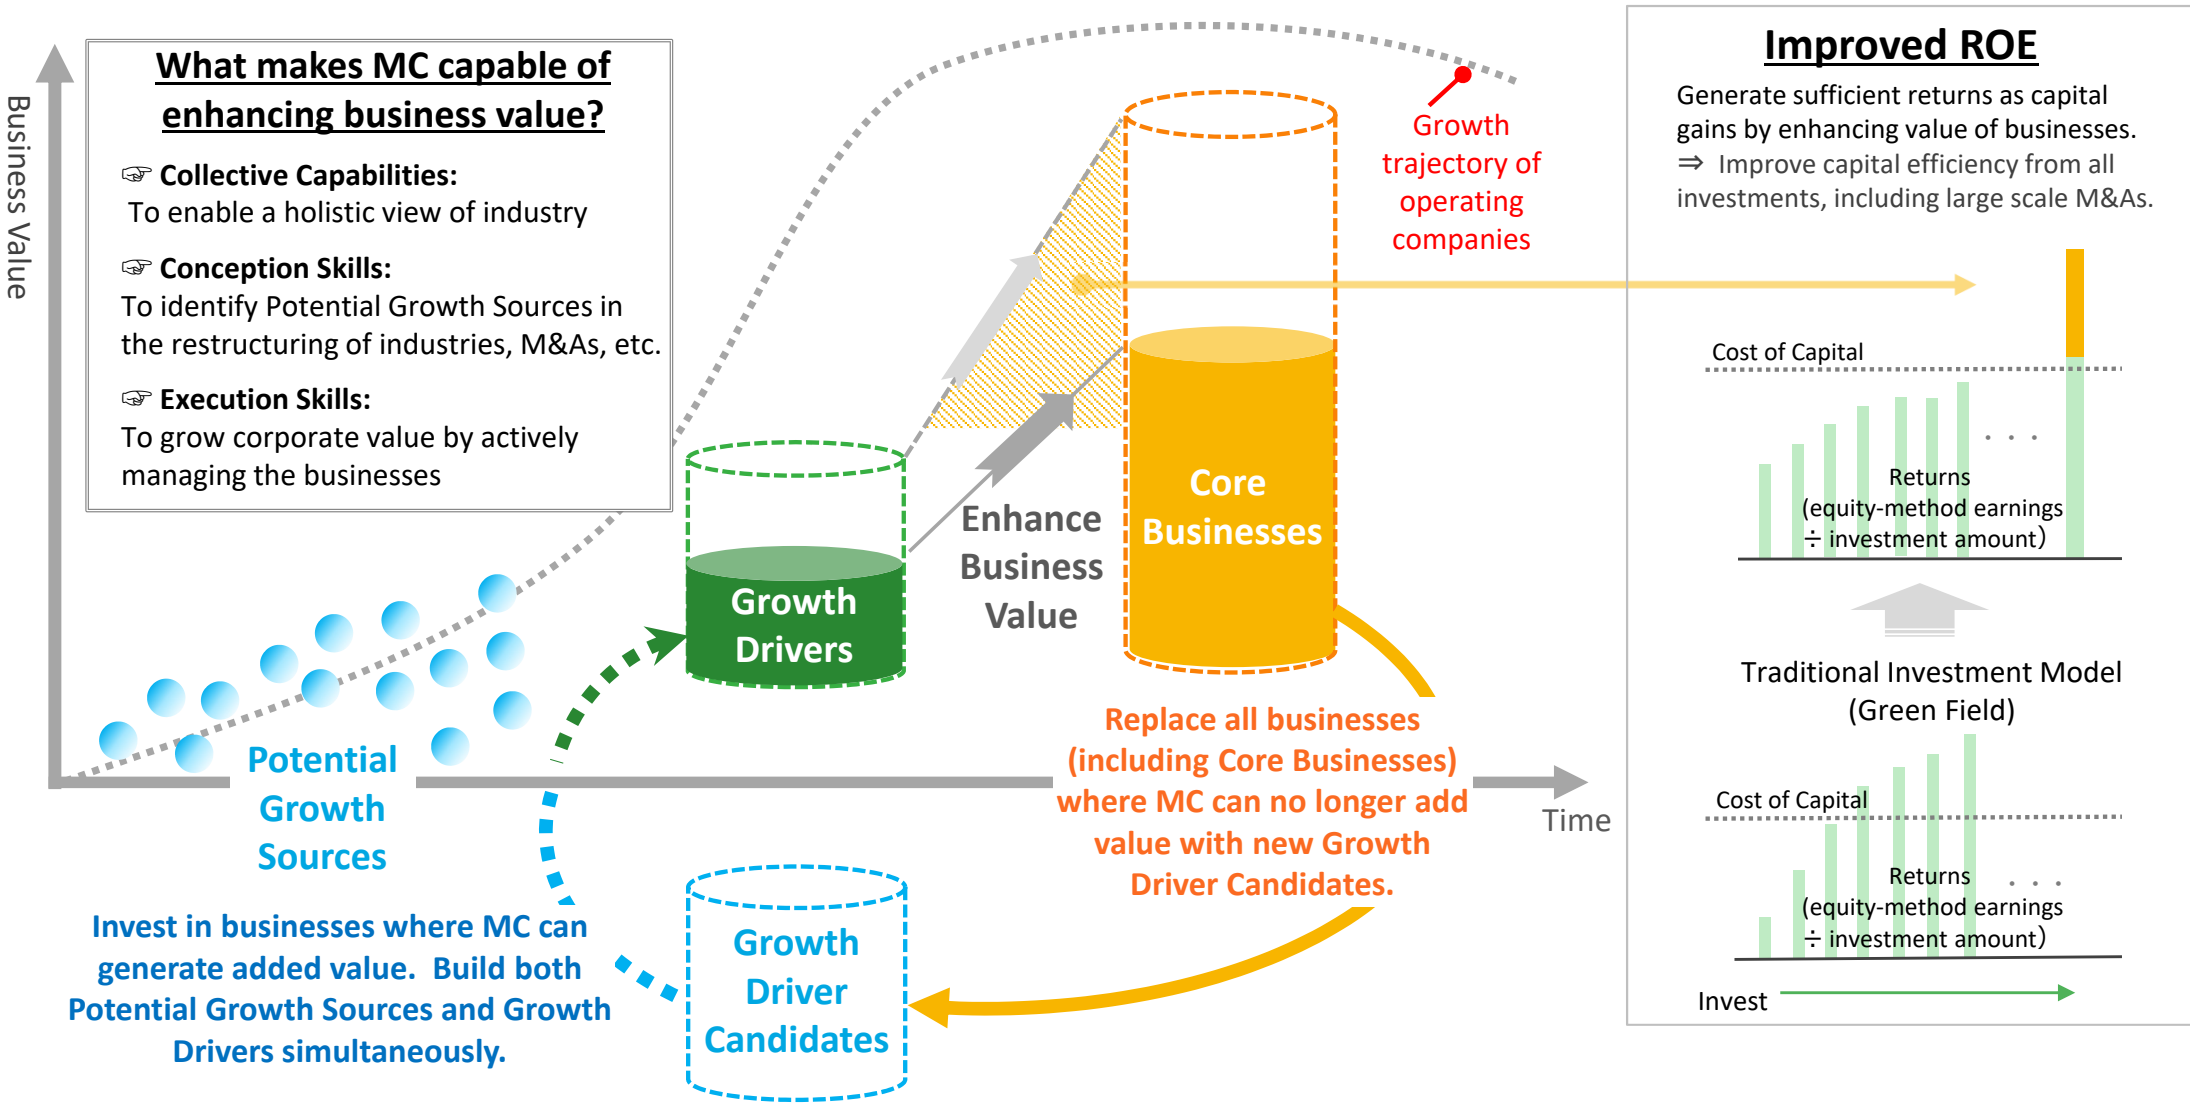 Business Value
What makes MC capable of
enhancing business value?
☞ Collective Capabilities:
To enable a holistic view of industry
☞ Conception Skills:
To identify Potential Growth Sources in
the restructuring of industries, M&As, etc.
☞ Execution Skills:
To grow corporate value by actively
managing the businesses
Growth
trajectory of
operating
companies
Core
Businesses
Enhance
Business
Value
Growth
Drivers
Potential
Growth
Sources
Replace all businesses
(including Core Businesses)
where MC can no longer add
value with new Growth
Driver Candidates.
Time
Invest in businesses where MC can
generate added value. Build both
Potential Growth Sources and Growth
Drivers simultaneously.
Growth
Driver
Candidates
Improved ROE
Generate sufficient returns as capital
gains by enhancing value of businesses.
⇒ Improve capital efficiency from all
investments, including large scale M&As.
Cost of Capital
. . .
Returns
(equity-method earnings
÷ investment amount)
Traditional Investment Model
(Green Field)
Cost of Capital
Returns . . .
(equity-method earnings
÷ investment amount)
Invest